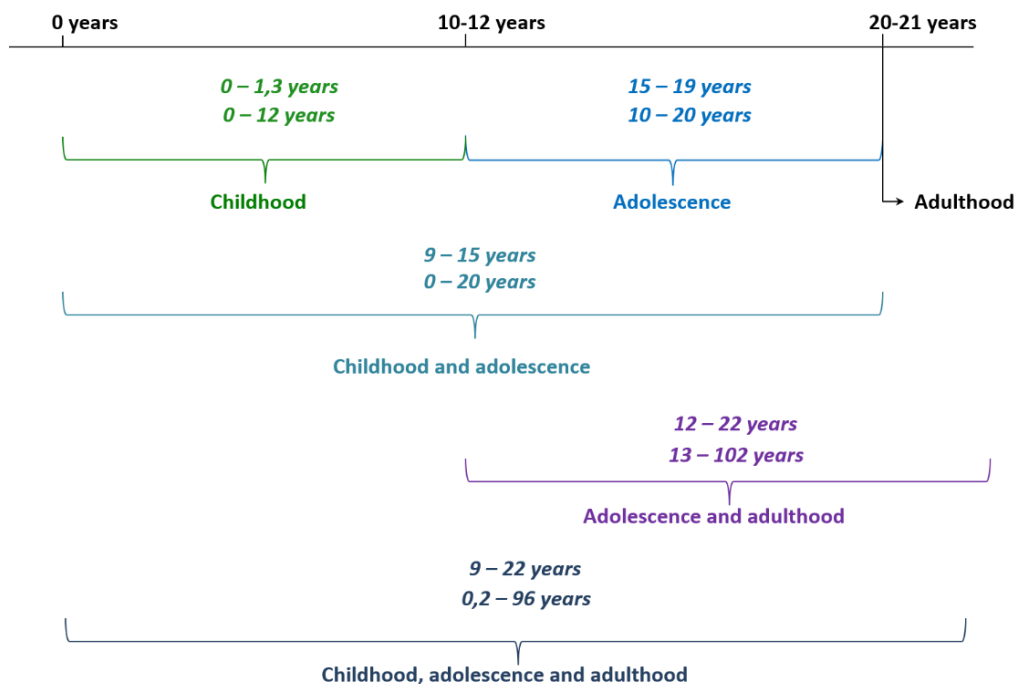 0 years
10-12 years
20-21 years
0 – 1,3 years
0 – 12 years
15 – 19 years
10 – 20 years
Childhood
Adolescence
Adulthood
9 – 15 years
0 – 20 years
Childhood and adolescence
12 – 22 years
13 – 102 years
Adolescence and adulthood
9 – 22 years
0,2 – 96 years
Childhood, adolescence and adulthood